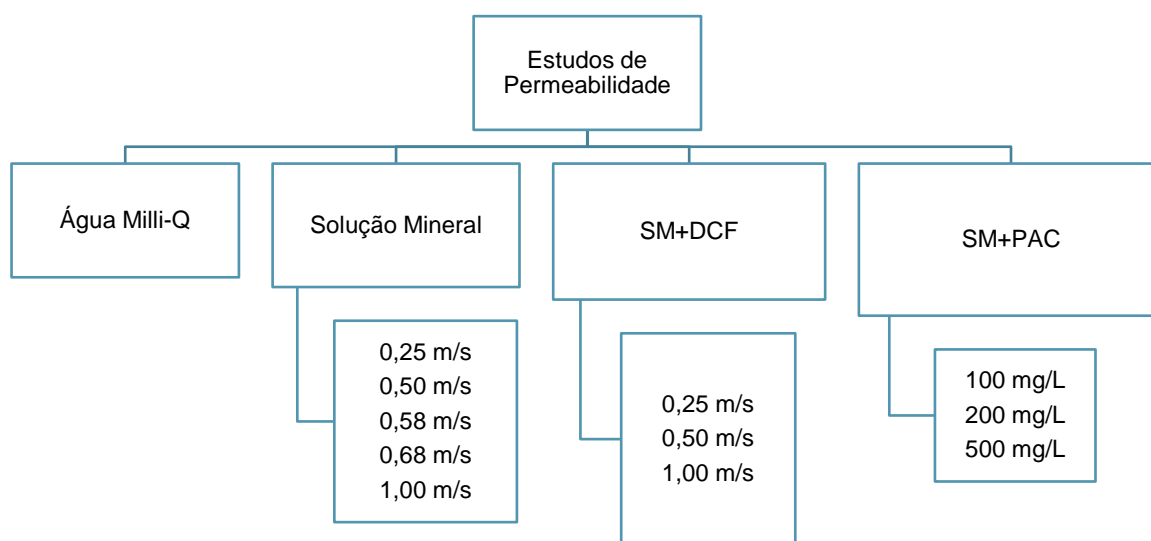 Estudos de
Permeabilidade
Água Milli-Q
Solução Mineral
SM+DCF
SM+PAC
0,25 m/s
0,50 m/s
0,58 m/s
0,68 m/s
1,00 m/s
0,25 m/s
0,50 m/s
1,00 m/s
100 mg/L
200 mg/L
500 mg/L